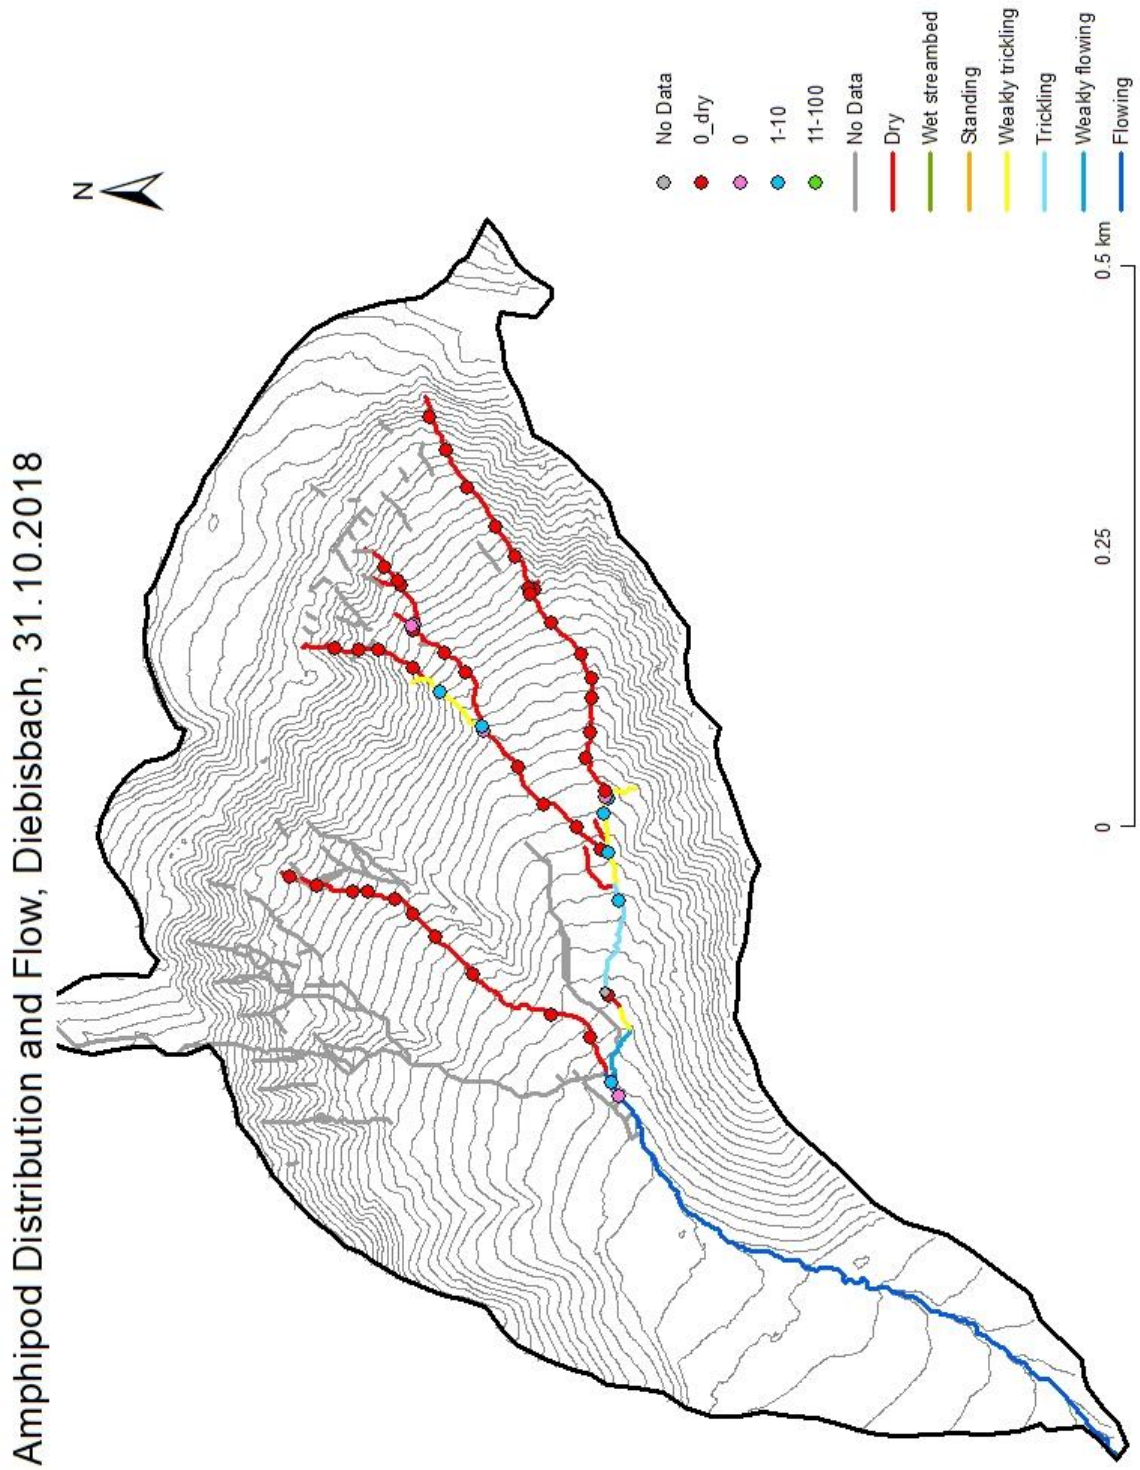 Amphipod Distribution and Flow, Diebisbach, 31.10.2018
N
No Data
0_dry
0
1-10
11-100
No Data
Dry
Wet streambed
Standing
Weakly trickling
Trickling
Weakly flowing
Flowing
0 0.25 0.5 km